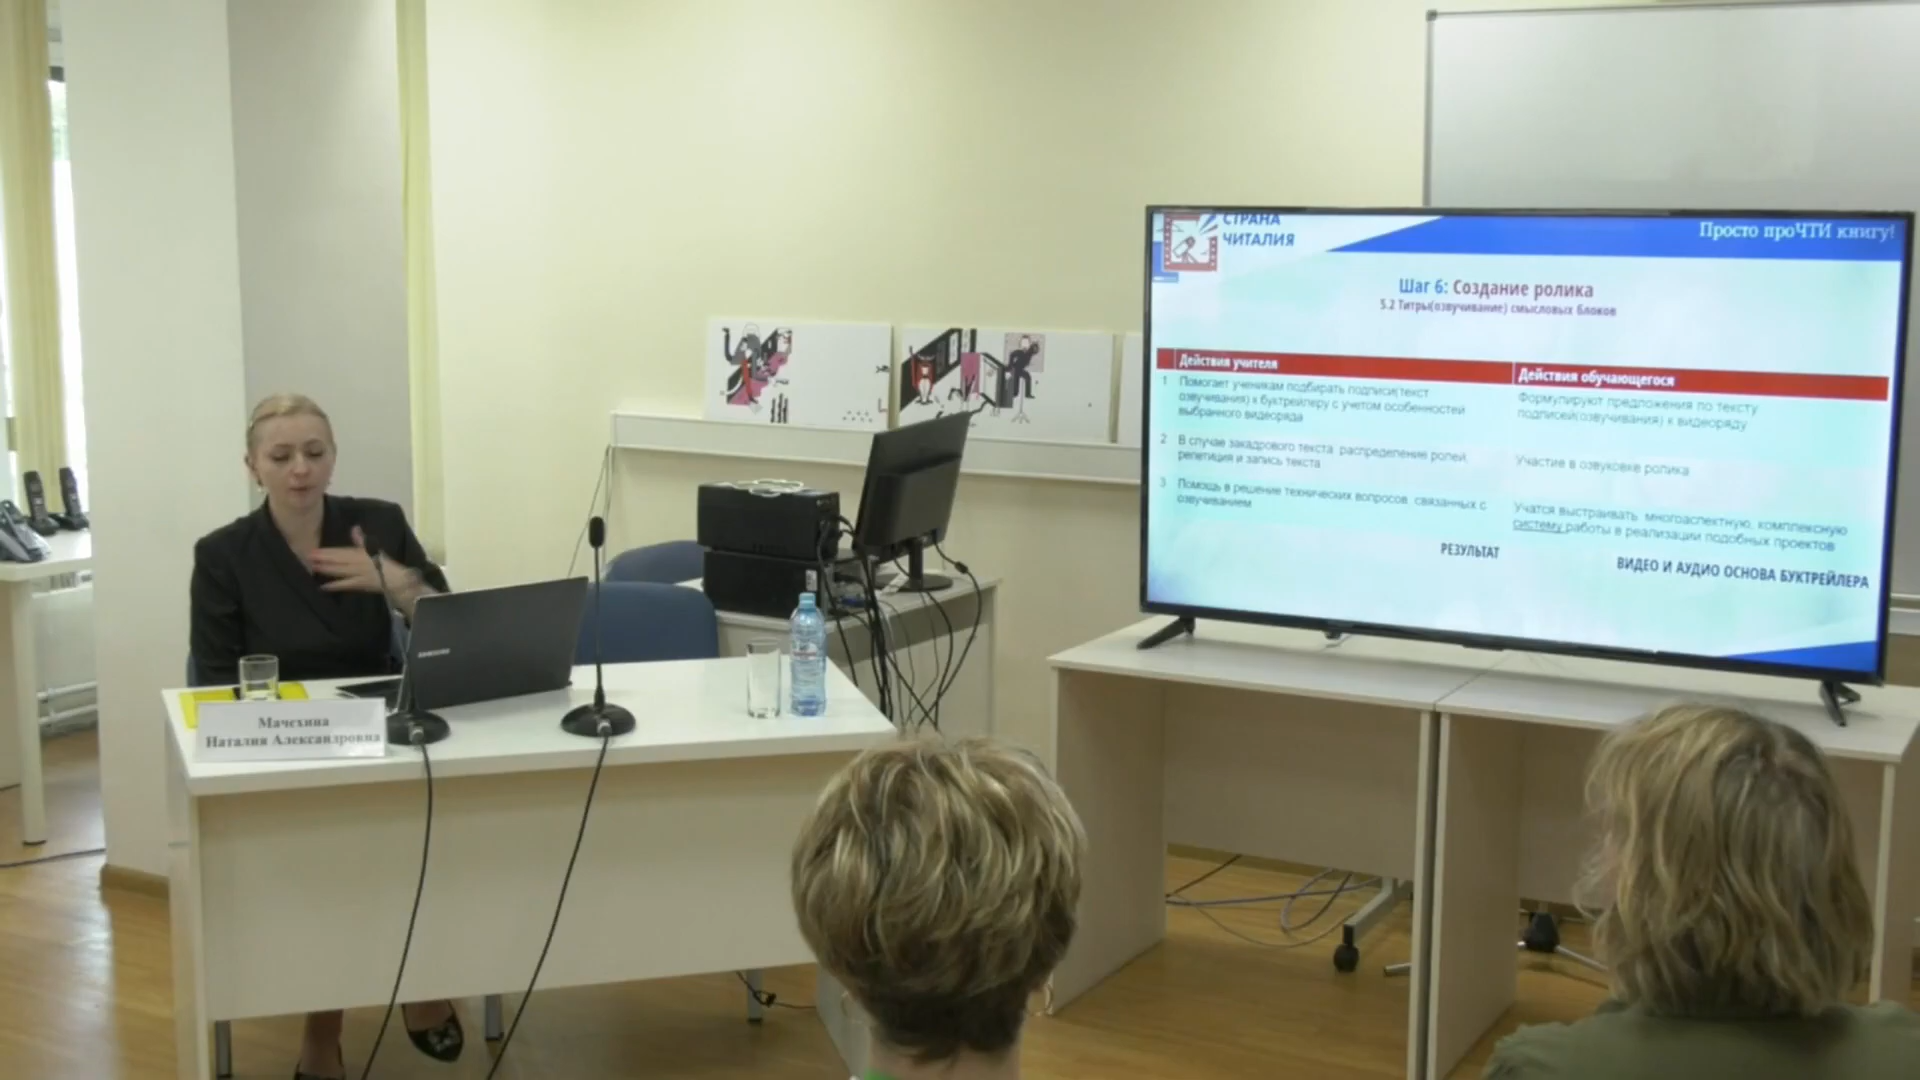 СТРАНА
ЧИТАЛИЯ
Просто проЧТИ книгу!
Шаг 6: Создание ролика
5.2 Титры(озвучивание) смысловых блоков
Действия учителя
Действия обучающегося
1 Помогает ученикам подбирать подписи(текст
озвучивания) к буктрейлеру с учетом особенностей
выбранного видеоряда
Формулируют предложения по тексту
подписей(озвучивания) к видеоряду
2 В случае закадрового текста распределение ролей,
репетиция и запись текста
Участие в озвуковке ролика
3 Помощь в решение технических вопросов связанных с
озвучиванием
Учатся выстраивать многоаспектную, комплексную
систему работы в реализации подобных проектов
РЕЗУЛЬТАТ
ВИДЕО И АУДИО ОСНОВА БУКТРЕЙЛЕРА
SAMSUNG
Мачехина
Наталия Александровна